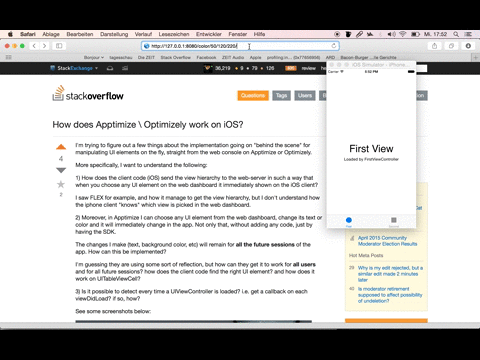 Safari Ablage Bearbeiten Darstellung Verlauf Lesezeichen Entwickler Fenster Hilfe Mi. 17:52
http://127.0.0.1:8080/color/50/120/220/
Bonjour tagesschau Die ZEIT Spotify Facebook ZEIT Audio Apple
StackExchange 36,219 9 79 126 review
iOS Simulator - iPhone...
Carrier 5:52 PM
stackoverflow
Questions Tags Users
How does Apptimize \ Optimizely work on iOS?
I'm trying to figure out a few things about the implementation going on "behind the scene" for
manipulating UI elements on the fly, straight from the web console on Apptimize or Optimizely.
4
More specifically, I want to understand the following:
1) How does the client code (iOS) send the view hierarchy to the web-server in such a way that
when you choose any UI element on the web dashboard it immediately shown on the iOS client?
2
I saw FLEX for example, and how it manage to get the view hierarchy, but I don't understand how
the iphone client "knows" which view is picked in the web dashboard.
2) Moreover, in Apptimize I can choose any UI element from the web dashboard, change its text or
color and it will immediately change in the app. Not only that, without adding any code, just by
having the SDK.
The changes I make (text, background color, etc) will remain for all the future sessions of
the app. How can this be implemented?
I'm guessing they are using some sort of reflection, but how can they get it to work for all users
and for all future sessions? how does the client code find the right UI element? and how does it
work on UITableViewCell?
3) Is it possible to detect every time a UIViewController is loaded? i.e. get a callback on each
viewDidLoad? if so, how?
See some screenshots below:
First View
Loaded by FirstViewController
First Second
April 2015 Community
Moderator Election Results
Hot Meta Posts
39 Why is my edit rejected, but a
similar edit made 2 minutes
later
40 Is moderator retirement
supposed to affect possibility
of undeletion?